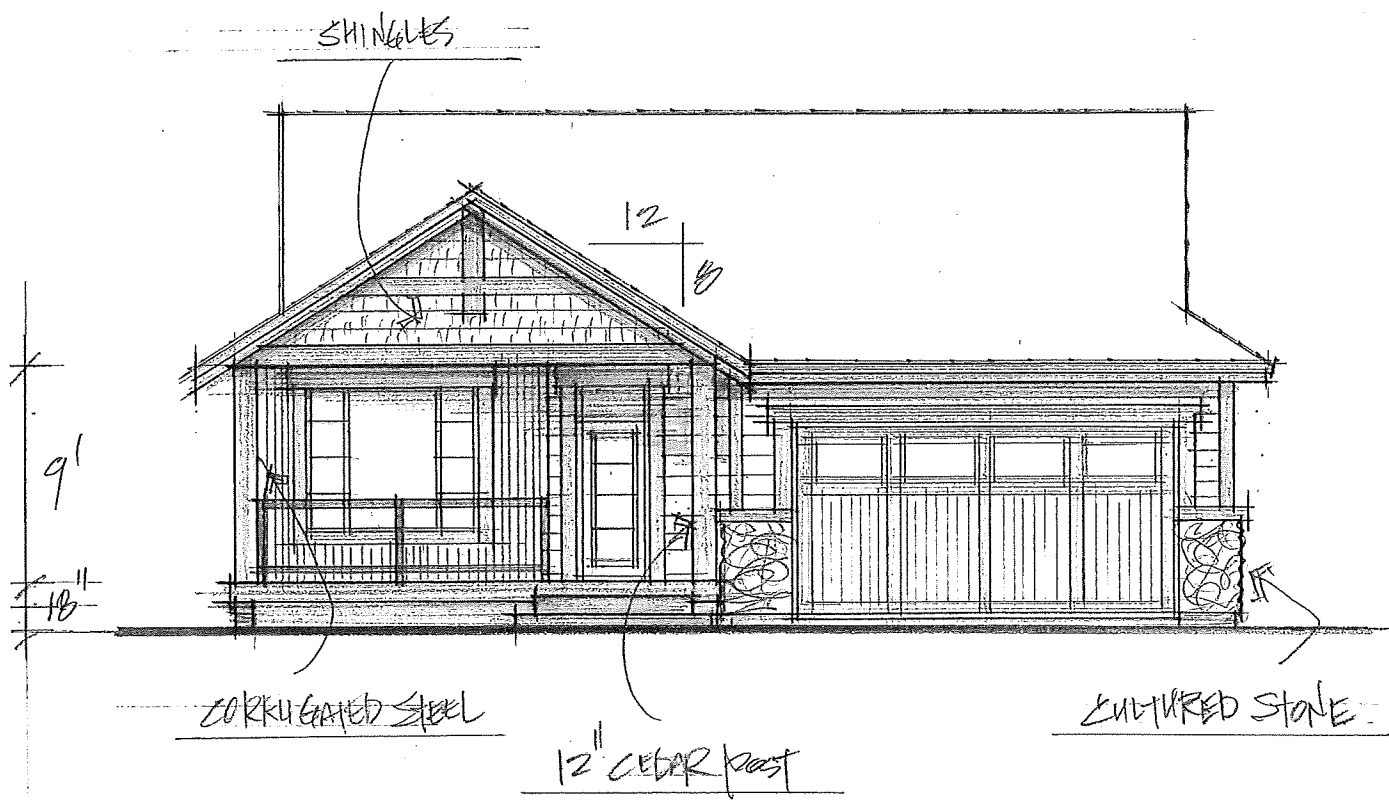 SHINGLES
12
8
9'
18"
CORRUGATED STEEL
12" CEDAR POST
CULTURED STONE